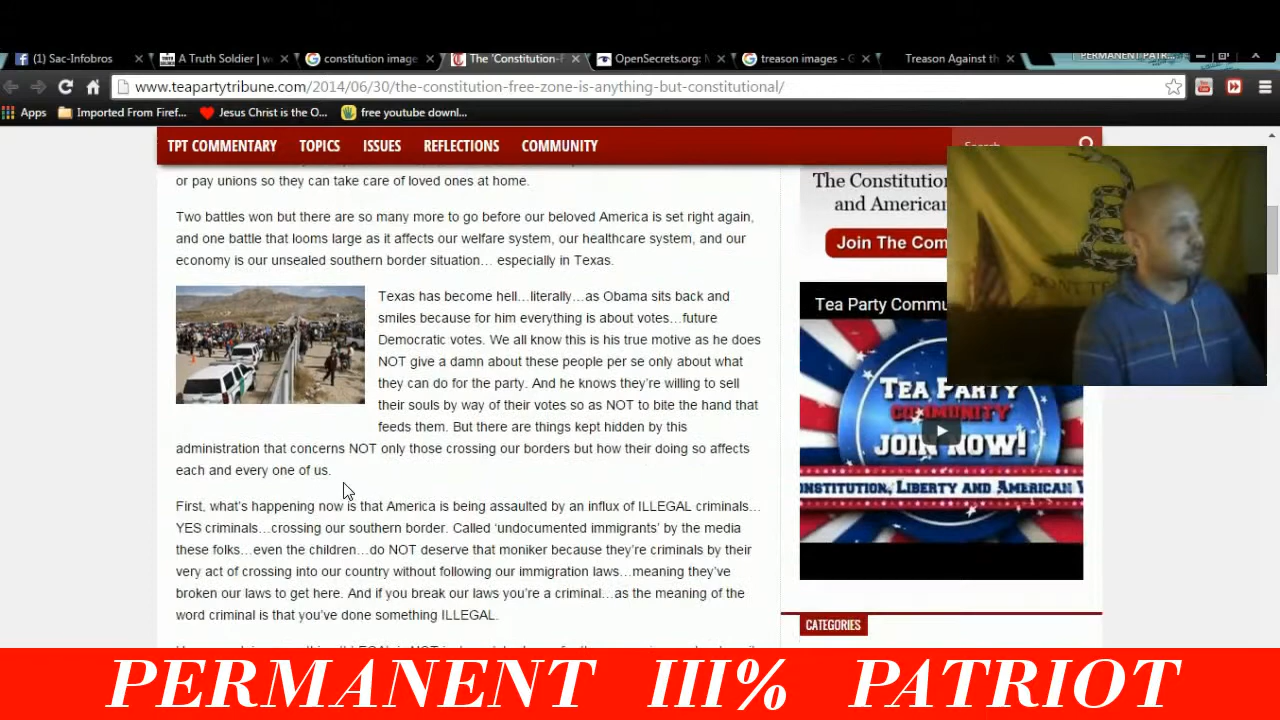 (1) Sac-Infobros
A Truth Soldier | w
constitution image
The 'Constitution-F
OpenSecrets.org: M
treason images - G
Treason Against th
PERMANENT PATR
www.teapartytribune.com/2014/06/30/the-constitution-free-zone-is-anything-but-constitutional/
Apps
Imported From Firef...
Jesus Christ is the O...
free youtube downl...
TPT COMMENTARY
TOPICS
ISSUES
REFLECTIONS
COMMUNITY
Search
or pay unions so they can take care of loved ones at home.
Two battles won but there are so many more to go before our beloved America is set right again,
and one battle that looms large as it affects our welfare system, our healthcare system, and our
economy is our unsealed southern border situation… especially in Texas.
Texas has become hell…literally…as Obama sits back and
smiles because for him everything is about votes…future
Democratic votes. We all know this is his true motive as he does
NOT give a damn about these people per se only about what
they can do for the party. And he knows they're willing to sell
their souls by way of their votes so as NOT to bite the hand that
feeds them. But there are things kept hidden by this
administration that concerns NOT only those crossing our borders but how their doing so affects
each and every one of us.
First, what's happening now is that America is being assaulted by an influx of ILLEGAL criminals…
YES criminals…crossing our southern border. Called 'undocumented immigrants' by the media
these folks…even the children…do NOT deserve that moniker because they're criminals by their
very act of crossing into our country without following our immigration laws…meaning they've
broken our laws to get here. And if you break our laws you're a criminal…as the meaning of the
word criminal is that you've done something ILLEGAL.
The Constitution
and American
Join The Com
Tea Party Commu
TEA PARTY
COMMUNITY
JOIN NOW!
ONSTITUTION, LIBERTY AND AMERICAN
CATEGORIES
PERMANENT III% PATRIOT